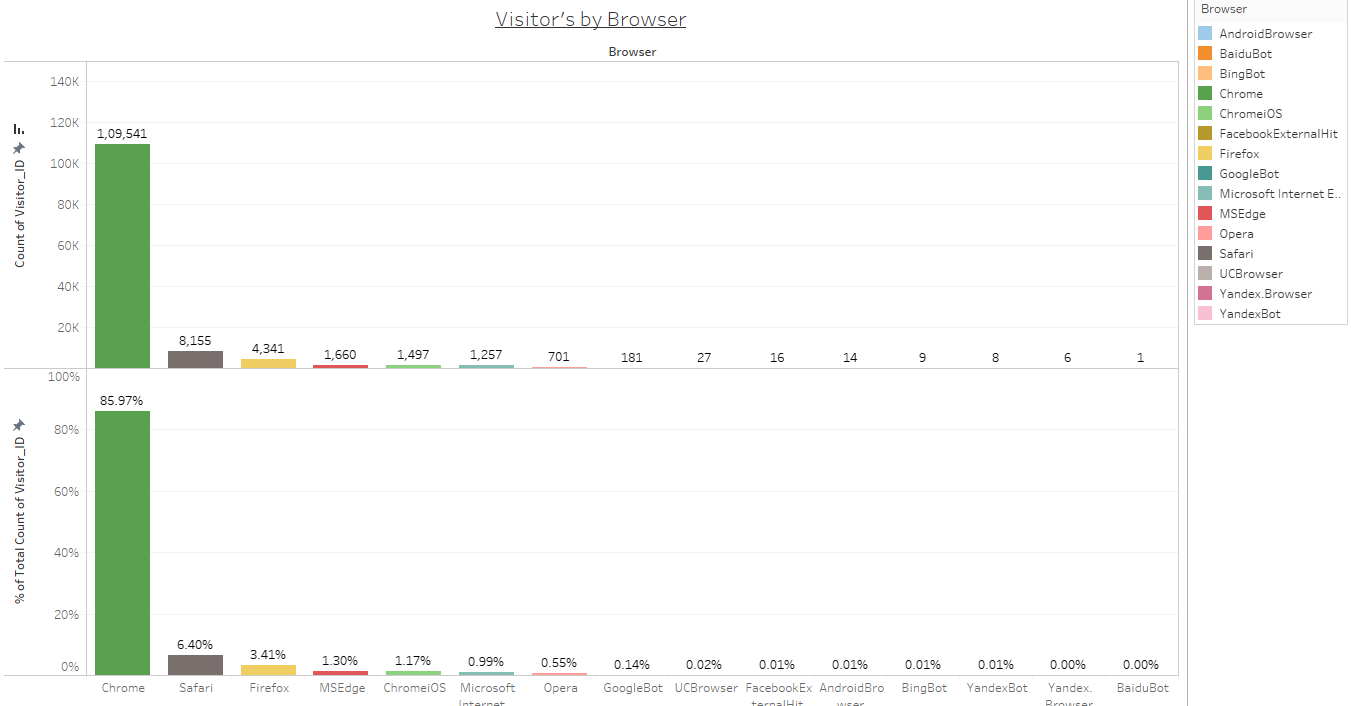 Visitor's by Browser
Browser
Count of Visitor_ID
140K
120K
100K
80K
60K
40K
20K
1,09,541
8,155
4,341
1,660
1,497
1,257
701
181
27
16
14
9
8
6
1
% of Total Count of Visitor_ID
100%
80%
60%
40%
20%
0%
85.97%
6.40%
3.41%
1.30%
1.17%
0.99%
0.55%
0.14%
0.02%
0.01%
0.01%
0.01%
0.01%
0.00%
0.00%
Chrome
Safari
Firefox
MSEdge
ChromeiOS
Microsoft
Internet
Opera
GoogleBot
UCBrowser
FacebookEx
ternalHit
AndroidBro
wser
BingBot
YandexBot
Yandex.
Browser
BaiduBot
Browser
AndroidBrowser
BaiduBot
BingBot
Chrome
ChromeiOS
FacebookExternalHit
Firefox
GoogleBot
Microsoft Internet E..
MSEdge
Opera
Safari
UCBrowser
Yandex.Browser
YandexBot